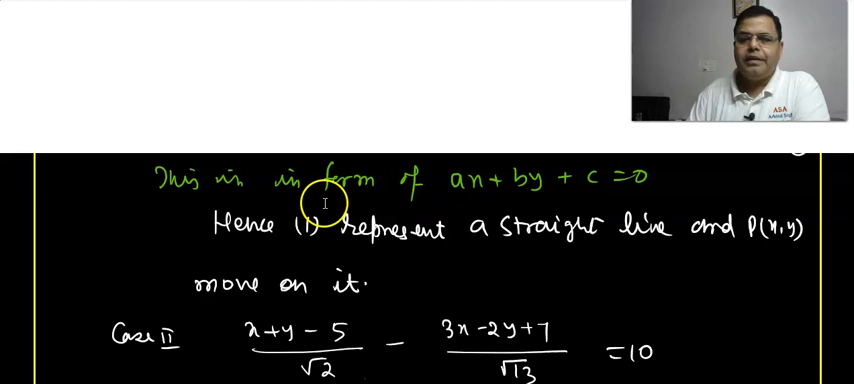 ASA
This is in form of ax + by + c = 0
Hence (1) represent a straight line and P(x,y)
move on it.
Case II (x+y-5)/√2 - (3x-2y+7)/√13 = 10